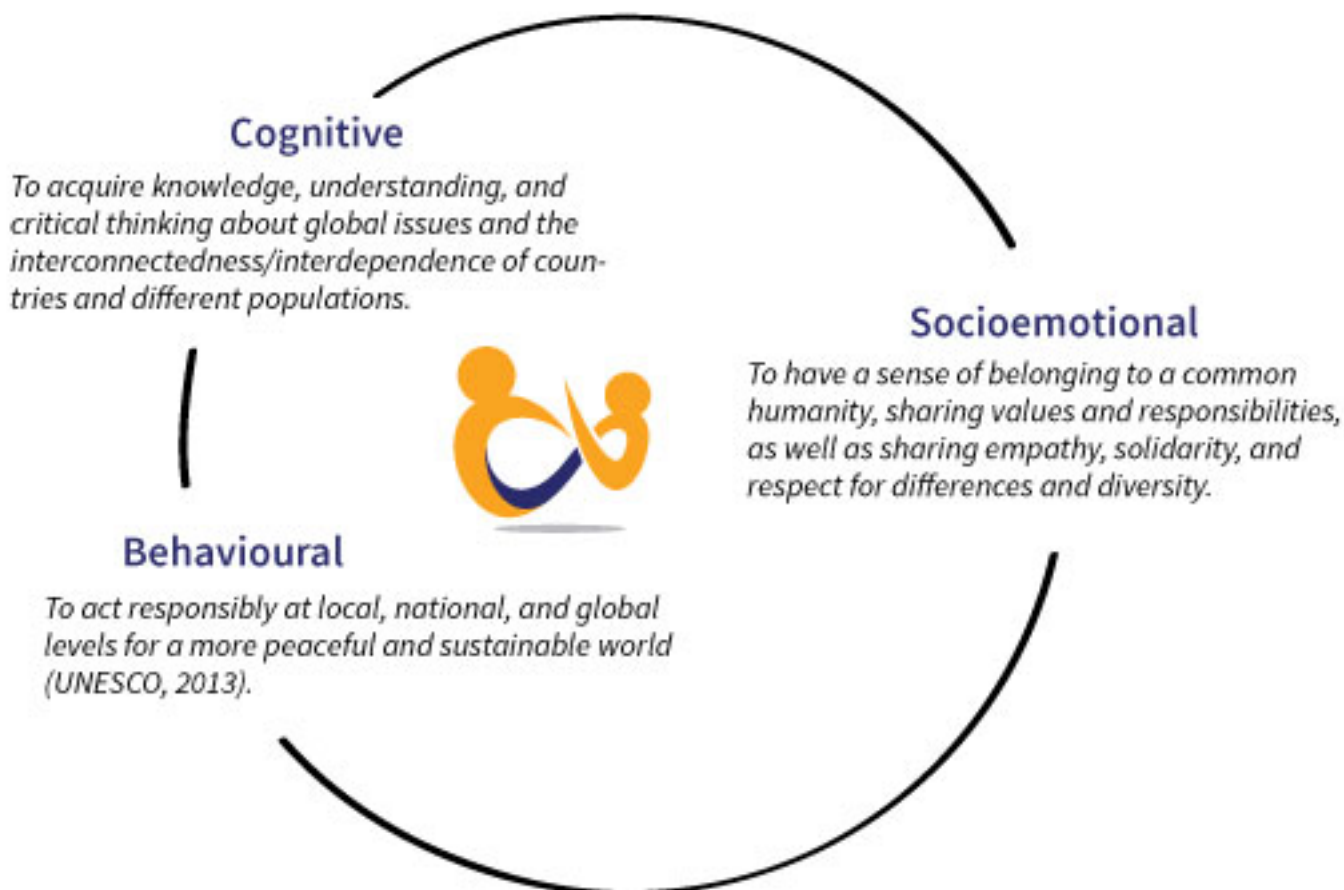 Cognitive
To acquire knowledge, understanding, and
critical thinking about global issues and the
interconnectedness/interdependence of coun-
tries and different populations.
Socioemotional
To have a sense of belonging to a common
humanity, sharing values and responsibilities,
as well as sharing empathy, solidarity, and
respect for differences and diversity.
Behavioural
To act responsibly at local, national, and global
levels for a more peaceful and sustainable world
(UNESCO, 2013).